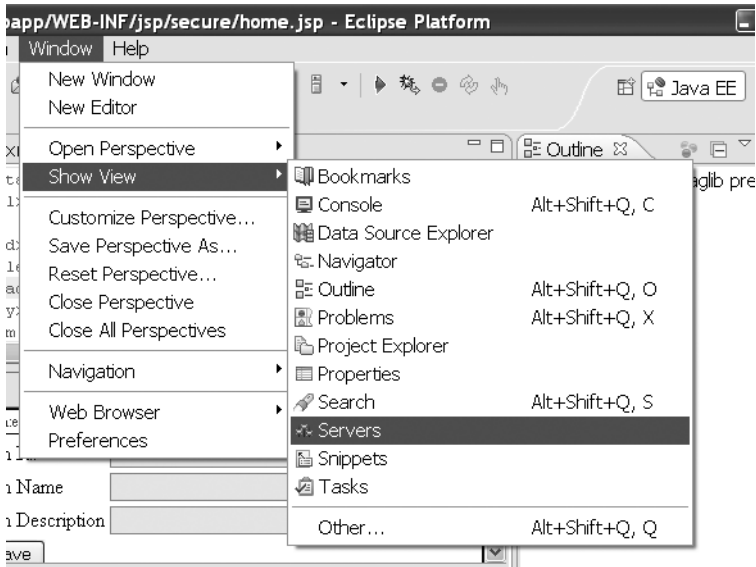 /WEB-INF/jsp/secure/home.jsp - Eclipse Platform
Window Help
New Window
New Editor
Java EE
Open Perspective
Outline
Show View
Bookmarks
Console Alt+Shift+Q, C
Customize Perspective...
Data Source Explorer
Save Perspective As...
Navigator
Reset Perspective...
Outline Alt+Shift+Q, O
Close Perspective
Problems Alt+Shift+Q, X
Close All Perspectives
Project Explorer
Navigation
Properties
Search Alt+Shift+Q, S
Web Browser
Servers
Preferences
Snippets
Name
Tasks
Description
Other... Alt+Shift+Q, Q